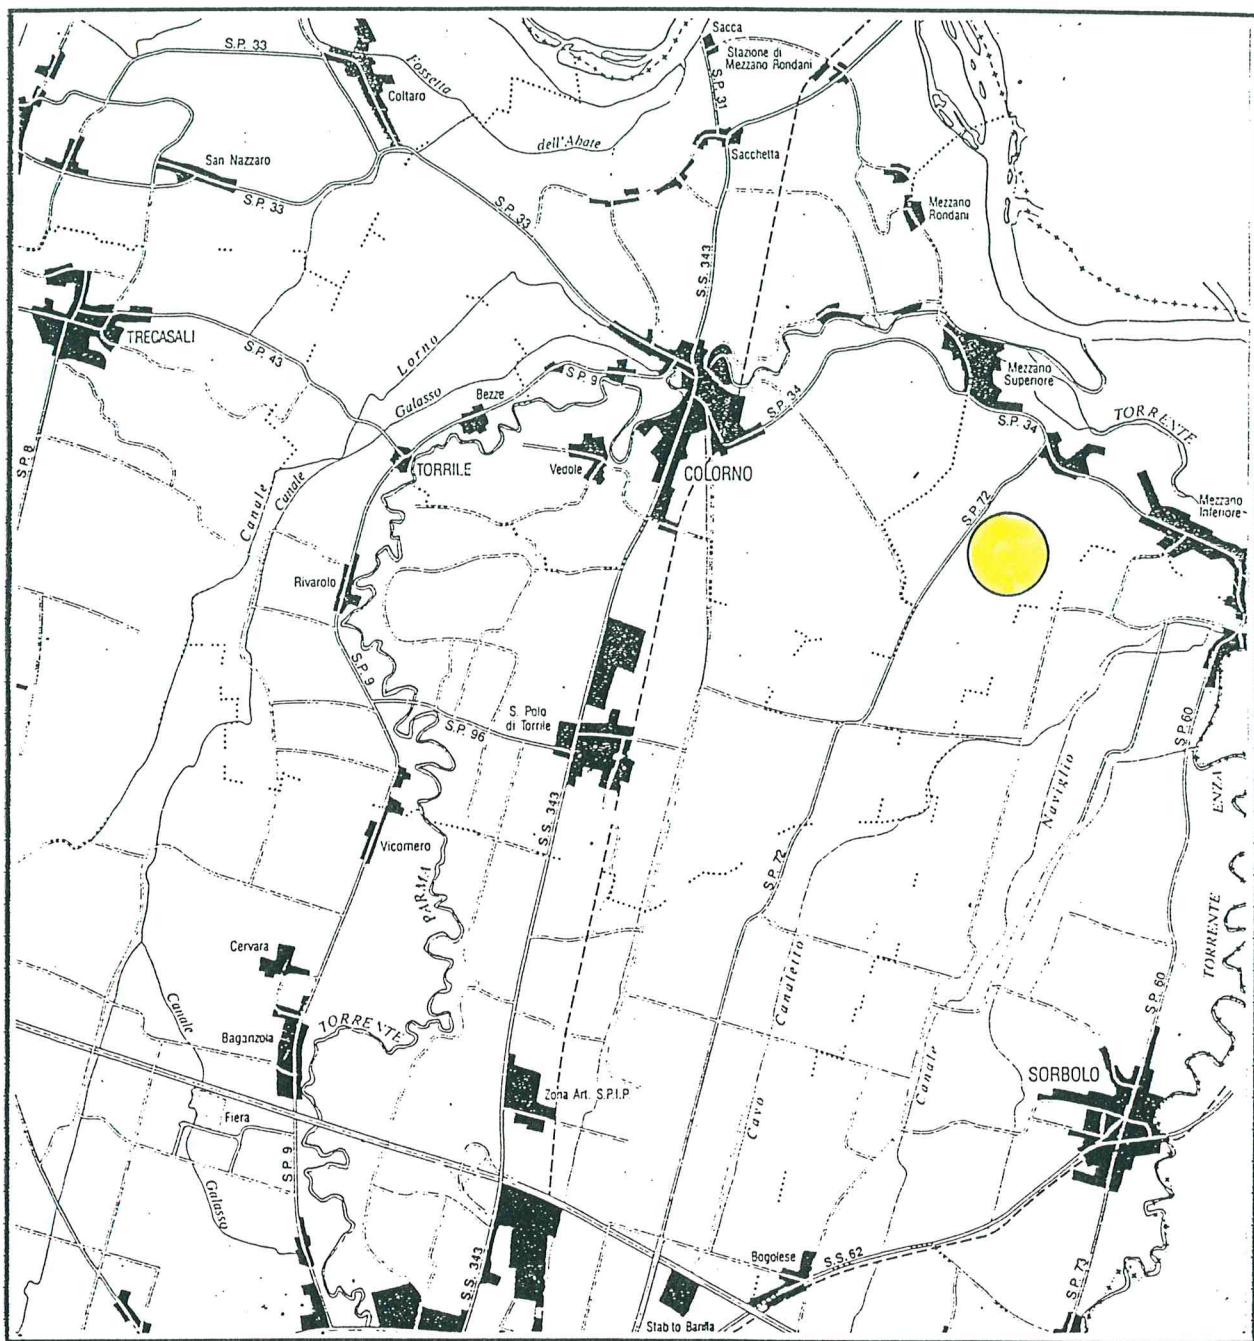 Sacca
Stazione di
Mezzano Rondani
S.P. 33
Fossetta
Coltaro
S.P. 31
dell'Abate
Sacchetta
San Nazzaro
S.P. 33
S.P. 33
Mezzano
Rondani
S.S. 343
TRECASALI
S.P. 43
Lorno
Galasso
S.P. 9
Bezze
Mezzano
Superiore
S.P. 34
TORRENTE
S.P. 34
S.P. 8
Canale
Canale
TORRILE
Vedole
COLORNO
S.P. 72
Mezzano
Inferiore
Rivarolo
S.P. 9
S. Polo
di Torrile
S.P. 96
S.P. 60
Naviglio
ENZA
S.S. 343
Vicomero
S.P. 72
PARMA
TORRENTE
Cervara
Canaletto
S.P. 60
Canale
TORRENTE
Baganzola
SORBOLO
Canale
Zona Art. S.P.I.P.
Cavo
Fiera
S.P. 9
Galasso
Bogolese
S.S. 62
S.S. 343
S.P. 73
Stab.to Barilla